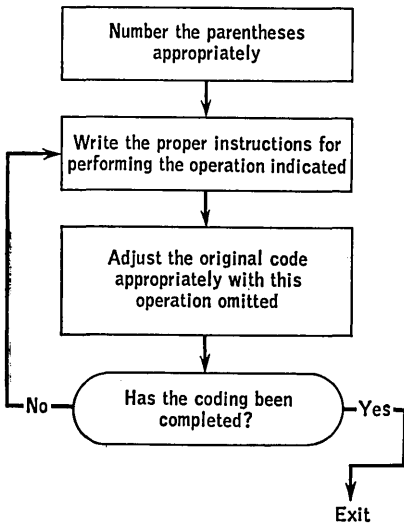 Number the parentheses
appropriately
Write the proper instructions for
performing the operation indicated
Adjust the original code
appropriately with this
operation omitted
Has the coding been
completed?
No
Yes
Exit